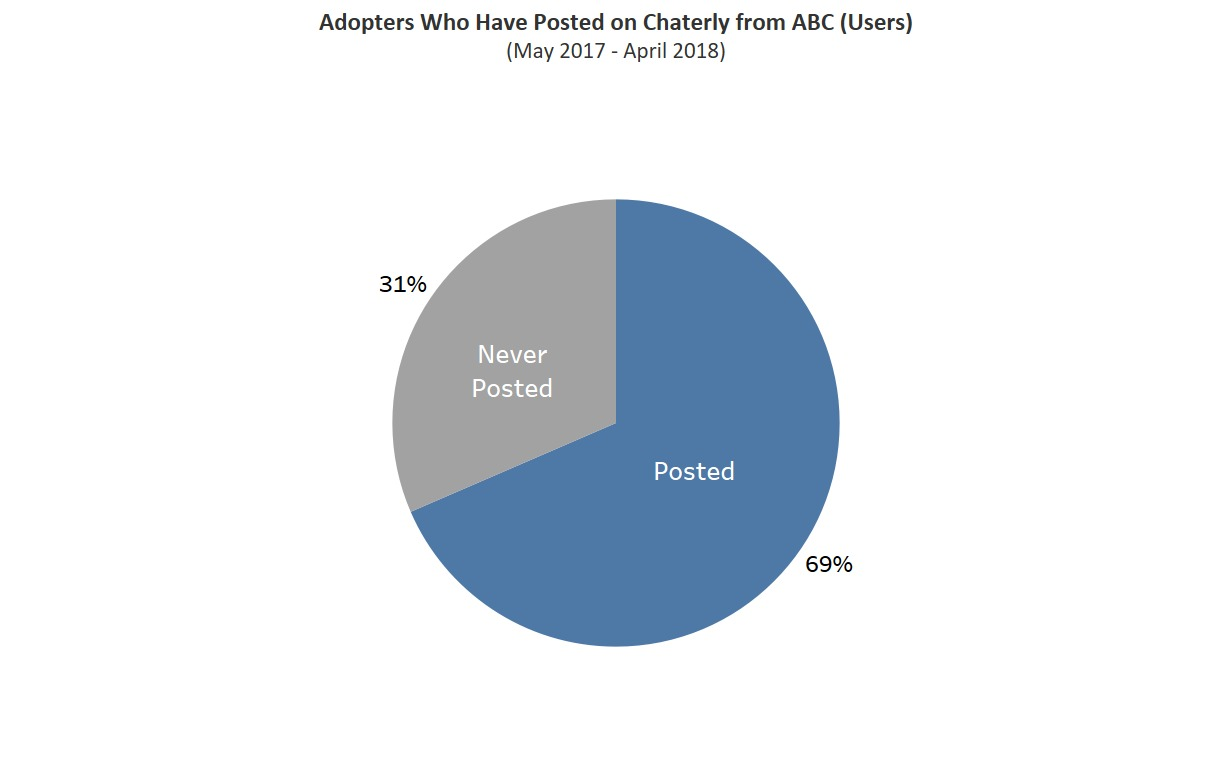 Adopters Who Have Posted on Chaterly from ABC (Users)
(May 2017 - April 2018)
31%
Never
Posted
Posted
69%